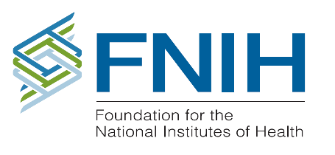 FNIH
Foundation for the
National Institutes of Health